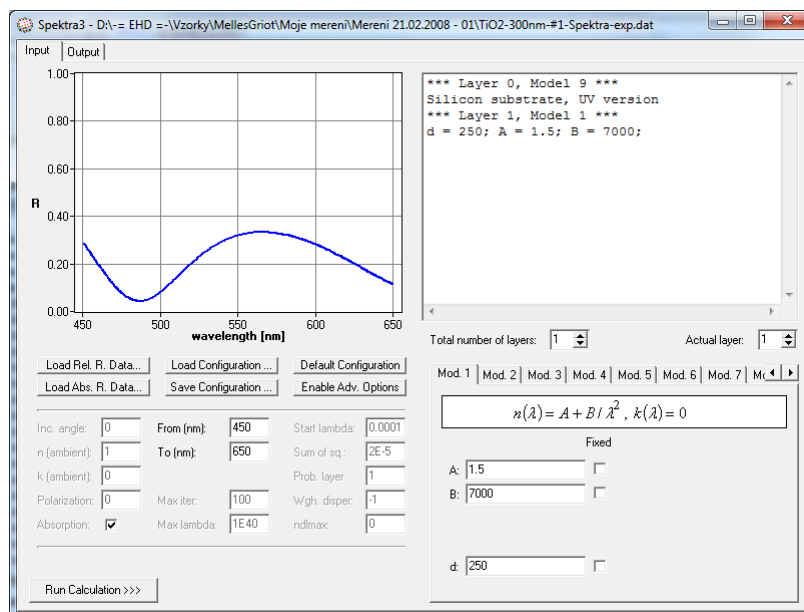 Spektra3 - D:\-= EHD =-\Vzorky\MellesGriot\Moje mereni\Mereni 21.02.2008 - 01\TiO2-300nm-#1-Spektra-exp.dat
Input Output
1.00
0.80
0.60
R
0.40
0.20
0.00
450 500 550 600 650
wavelength [nm]
*** Layer 0, Model 9 ***
Silicon substrate, UV version
*** Layer 1, Model 1 ***
d = 250; A = 1.5; B = 7000;
Total number of layers: 1 Actual layer: 1
Load Rel. R. Data... Load Configuration ... Default Configuration
Load Abs. R. Data... Save Configuration ... Enable Adv. Options
Mod. 1 Mod. 2 Mod. 3 Mod. 4 Mod. 5 Mod. 6 Mod. 7
n(λ) = A + B/λ², k(λ) = 0
Fixed
A: 1.5
B: 7000
d: 250
Inc. angle: 0 From (nm): 450 Start lambda: 0.0001
n (ambient): 1 To (nm): 650 Sum of sq.: 2E-5
k (ambient): 0 Prob. layer 1
Polarization: 0 Max iter: 100 Wgh. disper: -1
Absorption: Max lambda: 1E40 ndlmax: 0
Run Calculation >>>